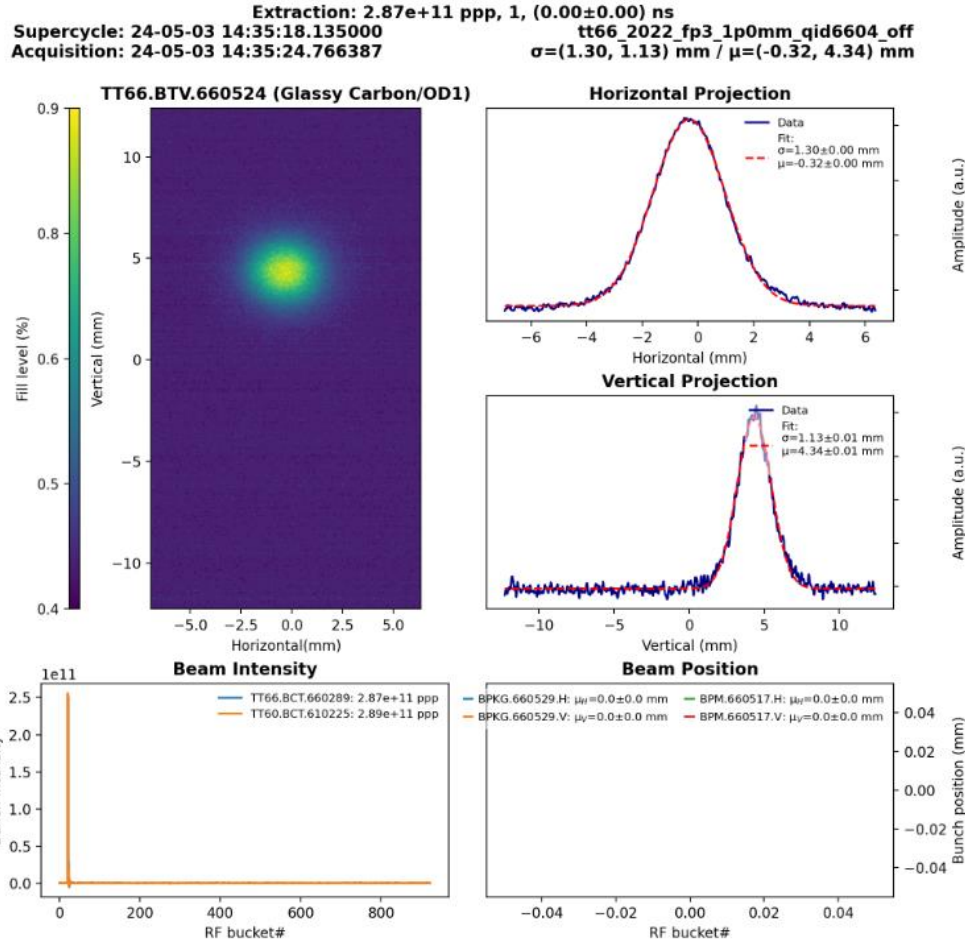 Extraction: 2.87e+11 ppp, 1, (0.00±0.00) ns
Supercycle: 24-05-03 14:35:18.135000
tt66_2022_fp3_1p0mm_qid6604_off
Acquisition: 24-05-03 14:35:24.766387
σ=(1.30, 1.13) mm / μ=(-0.32, 4.34) mm
TT66.BTV.660524 (Glassy Carbon/OD1)
0.9
0.8
0.7
0.6
0.5
0.4
Fill level (%)
10
5
0
−5
−10
Vertical (mm)
−5.0 −2.5 0.0 2.5 5.0
Horizontal(mm)
Horizontal Projection
Data
Fit:
σ=1.30±0.00 mm
μ=-0.32±0.00 mm
Amplitude (a.u.)
−6 −4 −2 0 2 4 6
Horizontal (mm)
Vertical Projection
Data
Fit:
σ=1.13±0.01 mm
μ=4.34±0.01 mm
Amplitude (a.u.)
−10 −5 0 5 10
Vertical (mm)
Beam Intensity
1e11
2.5
2.0
1.5
1.0
0.5
0.0
TT66.BCT.660289: 2.87e+11 ppp
TT60.BCT.610225: 2.89e+11 ppp
0 200 400 600 800
RF bucket#
Beam Position
BPKG.660529.H: μH=0.0±0.0 mm
BPKG.660529.V: μV=0.0±0.0 mm
BPM.660517.H: μH=0.0±0.0 mm
BPM.660517.V: μV=0.0±0.0 mm
0.04
0.02
0.00
−0.02
−0.04
Bunch position (mm)
−0.04 −0.02 0.00 0.02 0.04
RF bucket#